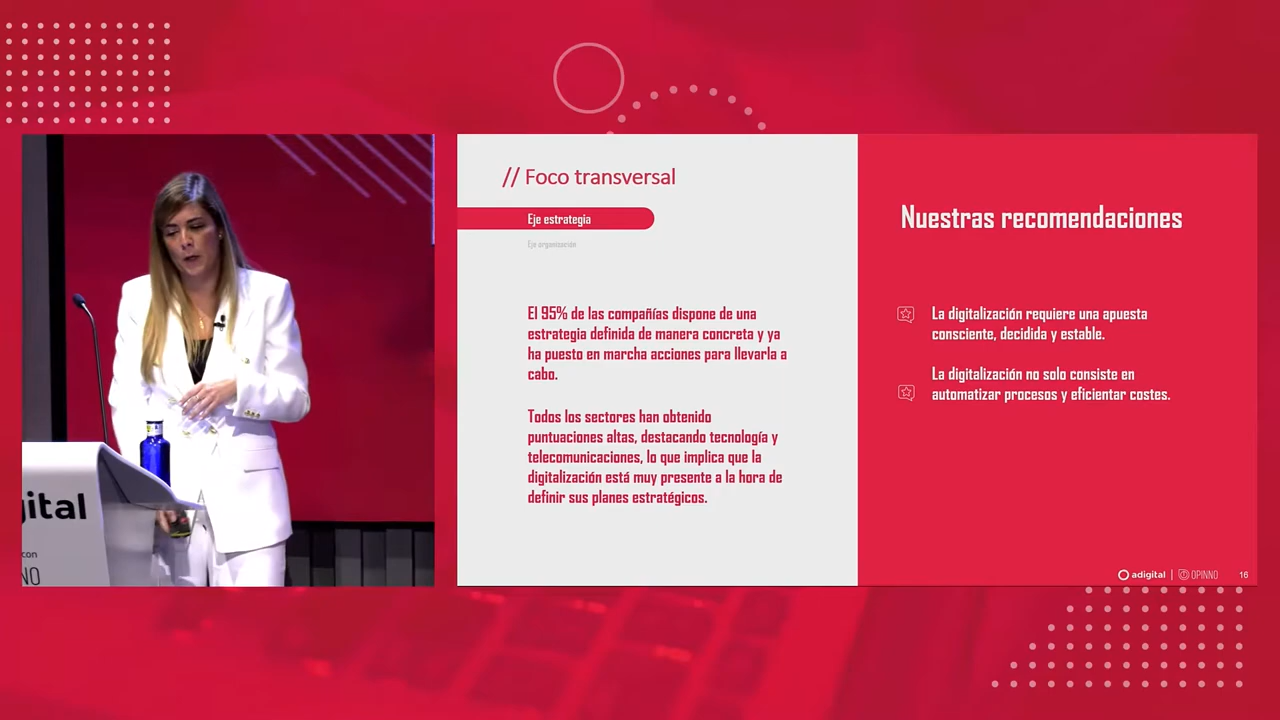 // Foco transversal
Eje estrategia
Eje organización
El 95% de las compañías dispone de una
estrategia definida de manera concreta y ya
ha puesto en marcha acciones para llevarla a
cabo.
Todos los sectores han obtenido
puntuaciones altas, destacando tecnología y
telecomunicaciones, lo que implica que la
digitalización está muy presente a la hora de
definir sus planes estratégicos.
Nuestras recomendaciones
La digitalización requiere una apuesta
consciente, decidida y estable.
La digitalización no solo consiste en
automatizar procesos y eficientar costes.
adigital | OPINNO 16
gital
con
NO